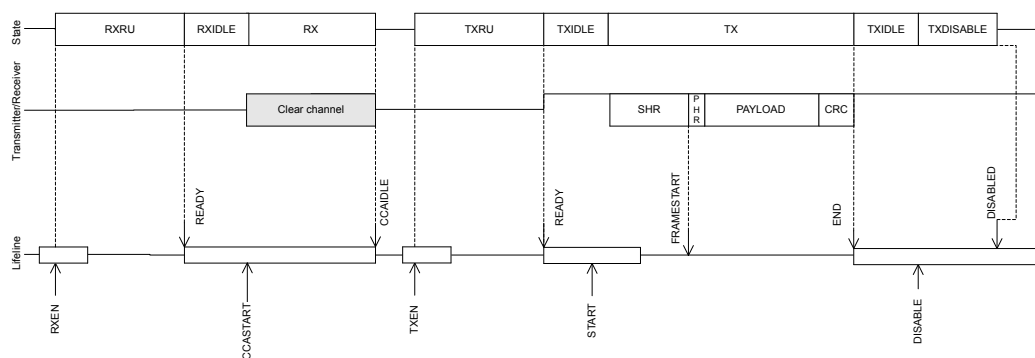 State
RXRU
RXIDLE
RX
TXRU
TXIDLE
TX
TXIDLE
TXDISABLE
Transmitter/Receiver
Clear channel
SHR
PHR
PAYLOAD
CRC
READY
CCAIDLE
READY
FRAMESTART
END
DISABLED
Lifeline
RXEN
CCASTART
TXEN
START
DISABLE